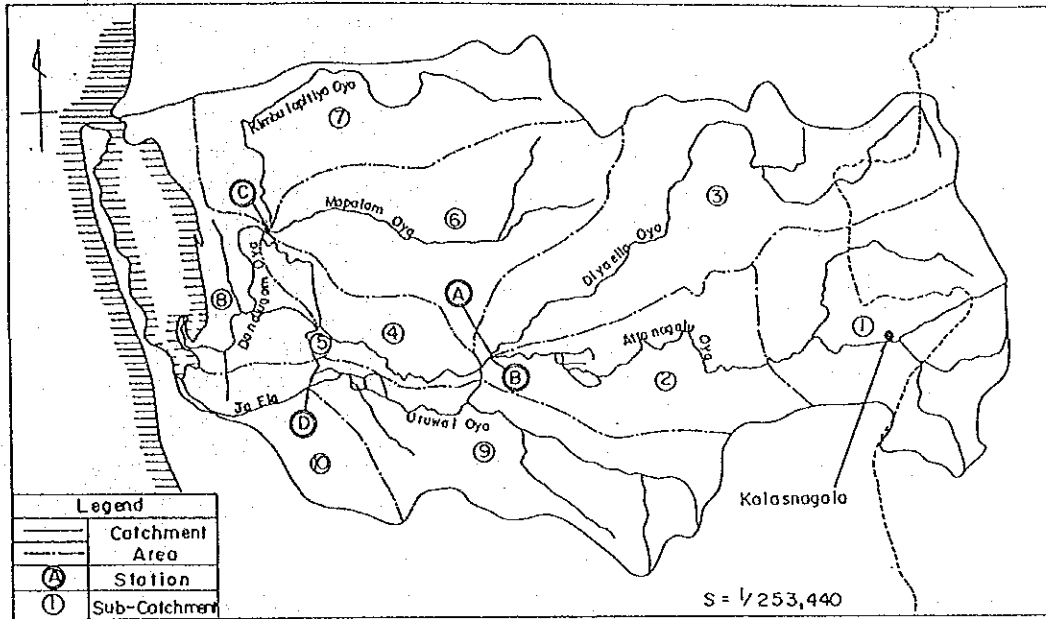 Kimbulapitiya Oya
7
C
Mapalam Oya
6
3
Diyaella Oya
A
Dandugam Oya
8
4
5
1
Attanagalu Oya
B
2
Ja Ela
D
Uruwal Oya
9
10
Kalasnagala
Legend
Catchment
Area
A Station
1 Sub-Catchment
S = 1/253,440